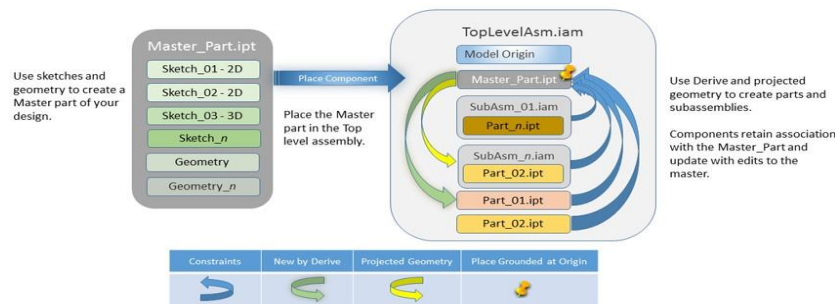 Use sketches and
geometry to create a
Master part of your
design.
Master_Part.ipt
Sketch_01 - 2D
Sketch_02 - 2D
Sketch_03 - 3D
Sketch_n
Geometry
Geometry_n
Place Component
Place the Master
part in the Top
level assembly.
TopLevelAsm.iam
Model Origin
Master_Part.ipt
SubAsm_01.iam
Part_n.ipt
SubAsm_n.iam
Part_02.ipt
Part_01.ipt
Part_02.ipt
Use Derive and projected
geometry to create parts and
subassemblies.
Components retain association
with the Master_Part and
update with edits to the
master.
Constraints New by Derive Projected Geometry Place Grounded at Origin